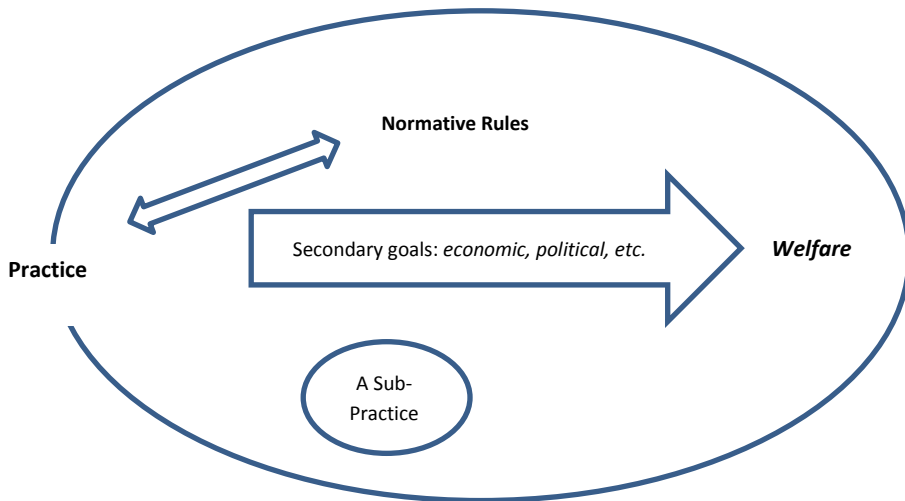 Normative Rules
Secondary goals: economic, political, etc.
Welfare
Practice
A Sub-
Practice